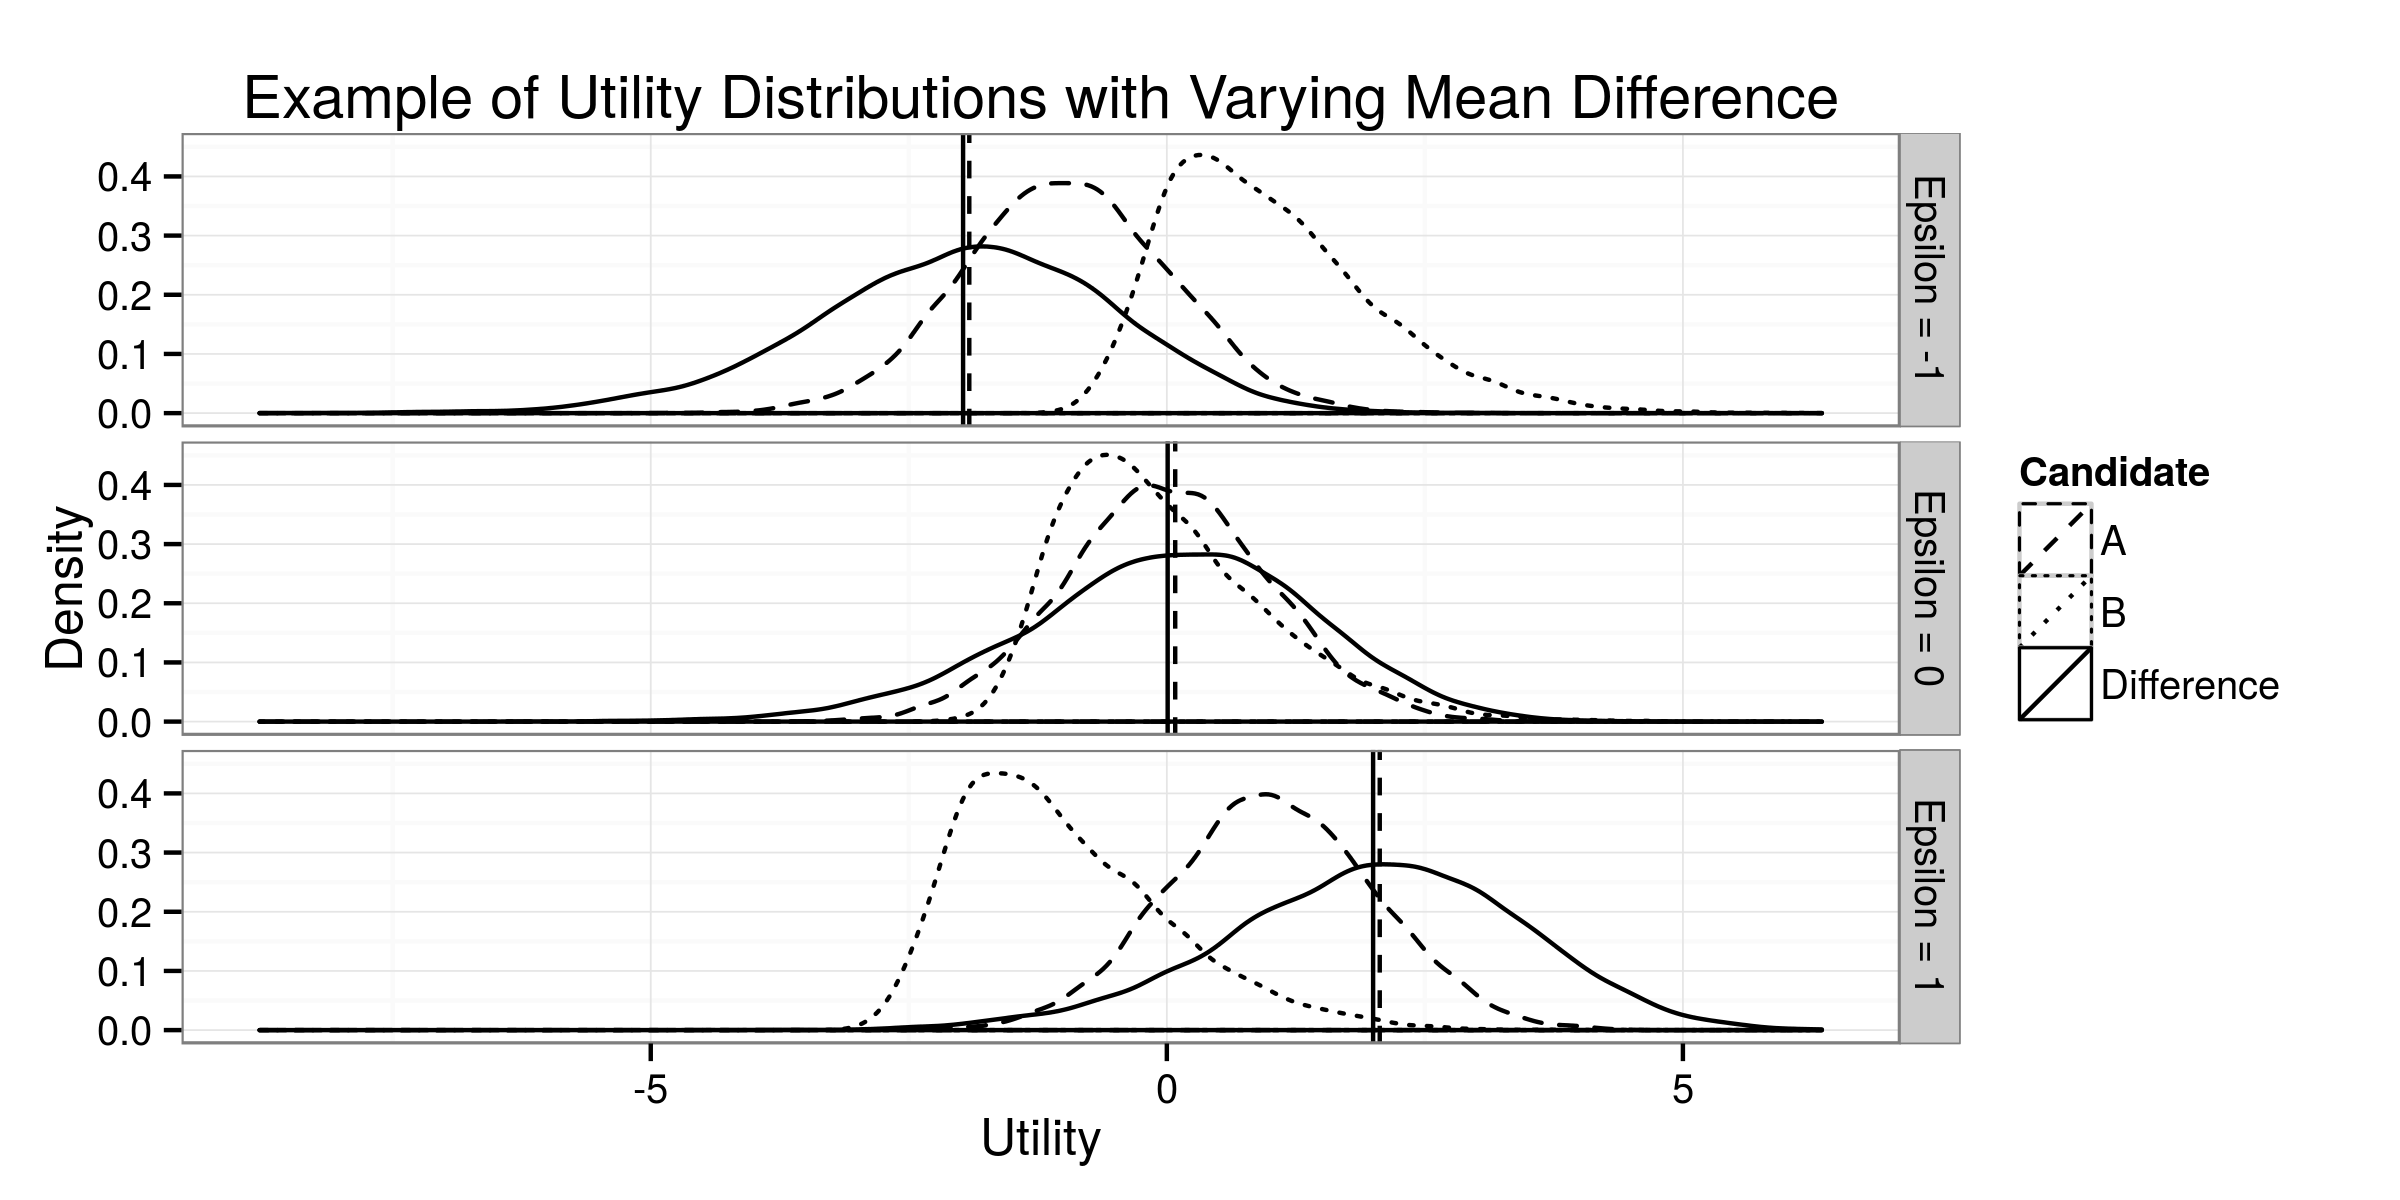 Example of Utility Distributions with Varying Mean Difference
0.4
0.3
0.2
0.1
0.0
Epsilon = -1
0.4
0.3
0.2
0.1
0.0
Epsilon = 0
0.4
0.3
0.2
0.1
0.0
Epsilon = 1
Density
-5 0 5
Utility
Candidate
A
B
Difference